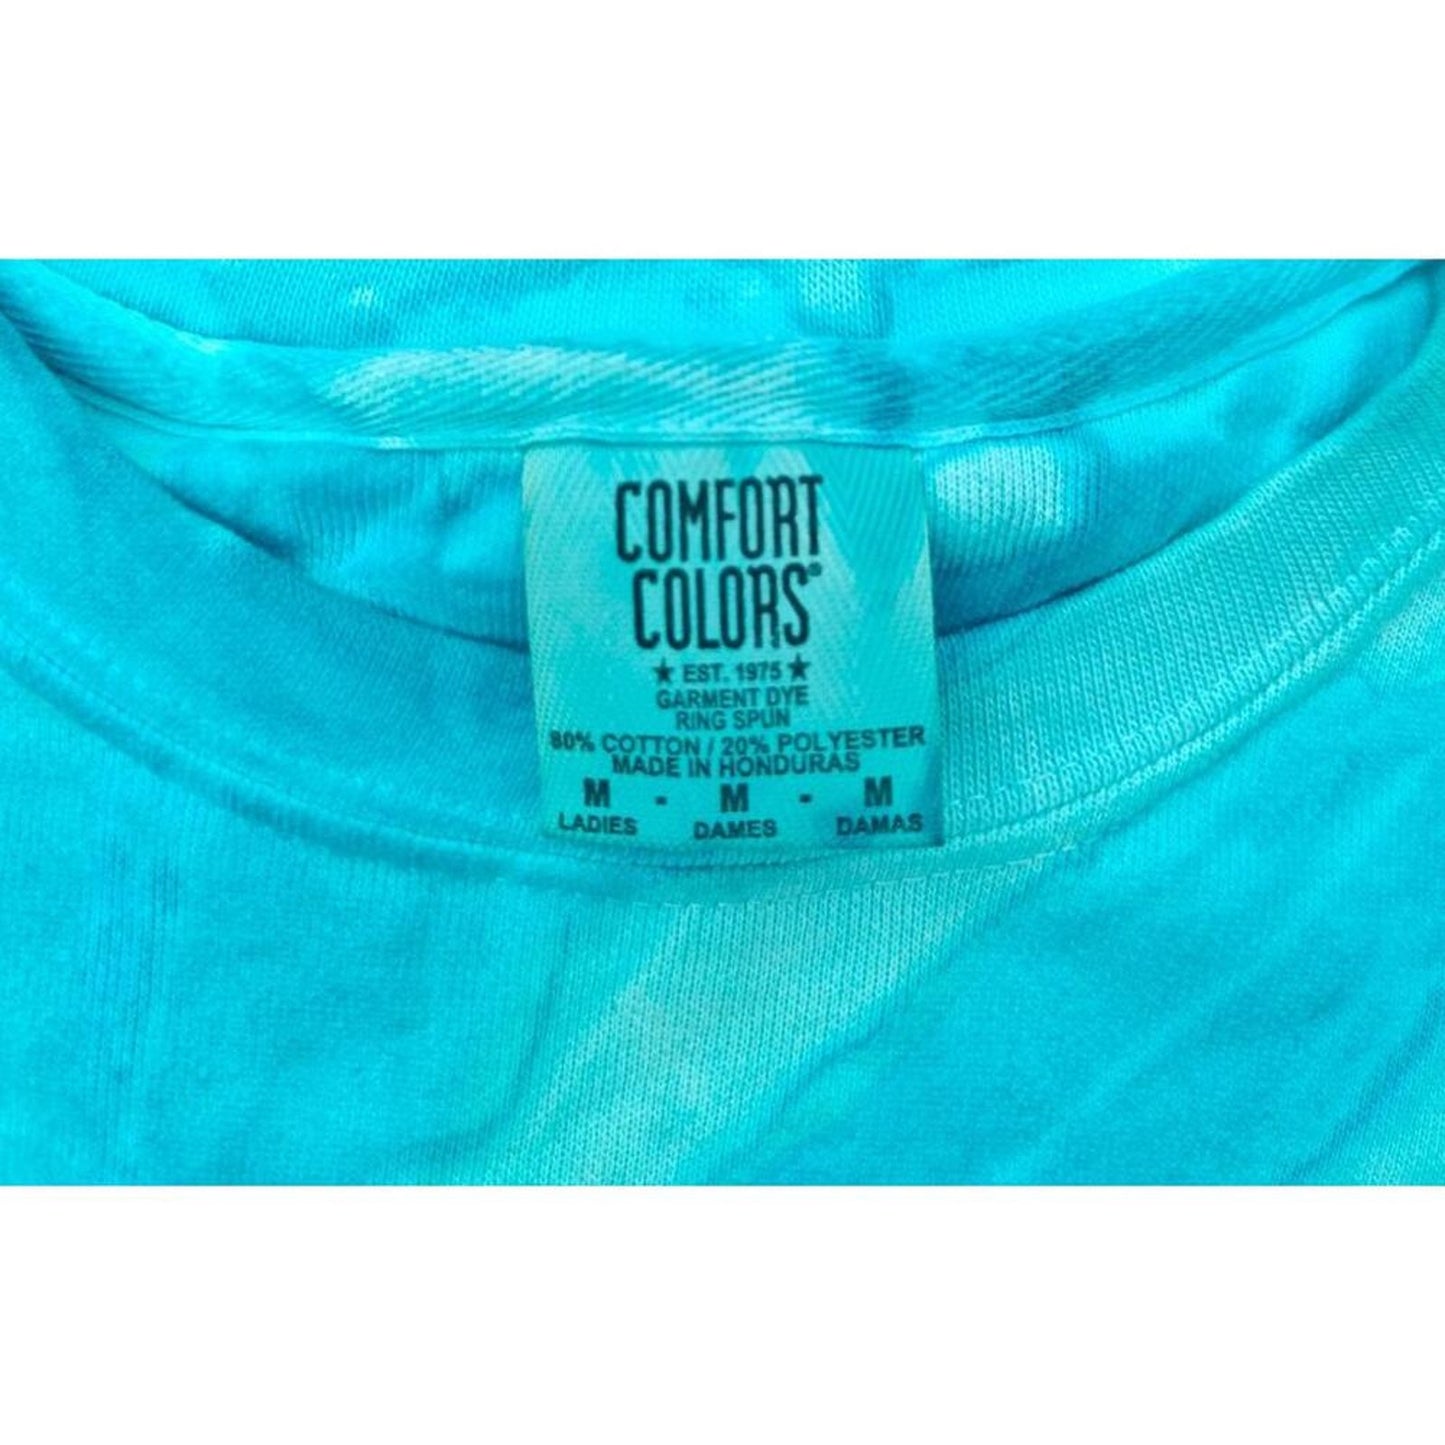 COMFORT
COLORS®
★ EST. 1975 ★
GARMENT DYE
RING SPUN
80% COTTON / 20% POLYESTER
MADE IN HONDURAS
M - M - M
LADIES DAMES DAMAS